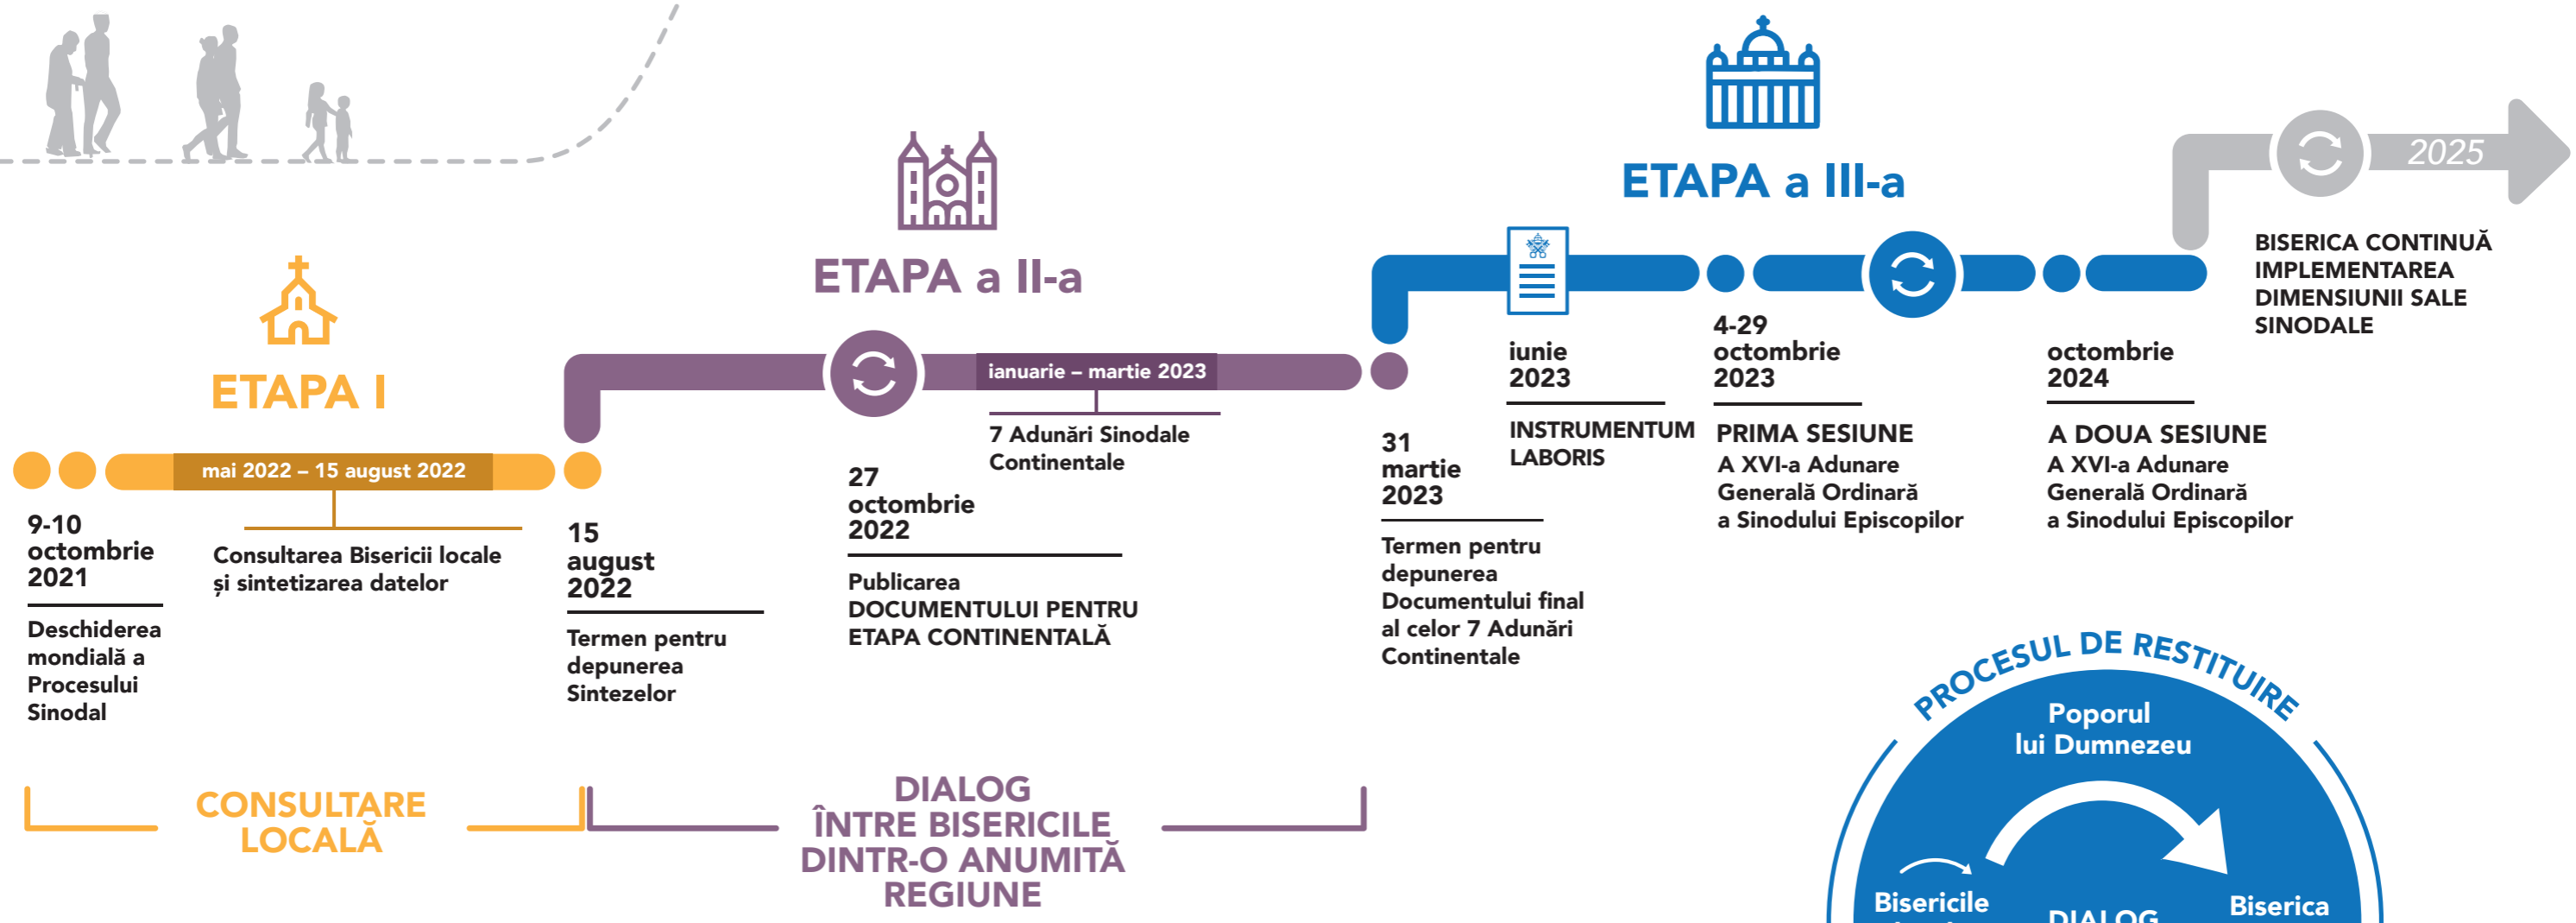 ETAPA I
mai 2022 – 15 august 2022
9-10
octombrie
2021
Deschiderea
mondială a
Procesului
Sinodal
Consultarea Bisericii locale
și sintetizarea datelor
15
august
2022
Termen pentru
depunerea
Sintezelor
CONSULTARE
LOCALĂ
ETAPA a II-a
ianuarie – martie 2023
27
octombrie
2022
Publicarea
DOCUMENTULUI PENTRU
ETAPA CONTINENTALĂ
7 Adunări Sinodale
Continentale
31
martie
2023
Termen pentru
depunerea
Documentului final
al celor 7 Adunări
Continentale
DIALOG
ÎNTRE BISERICILE
DINTR-O ANUMITĂ
REGIUNE
ETAPA a III-a
iunie
2023
INSTRUMENTUM
LABORIS
4-29
octombrie
2023
PRIMA SESIUNE
A XVI-a Adunare
Generală Ordinară
a Sinodului Episcopilor
octombrie
2024
A DOUA SESIUNE
A XVI-a Adunare
Generală Ordinară
a Sinodului Episcopilor
2025
BISERICA CONTINUĂ
IMPLEMENTAREA
DIMENSIUNII SALE
SINODALE
PROCESUL DE RESTITUIRE
Poporul
lui Dumnezeu
Bisericile
DIALOG
Biserica